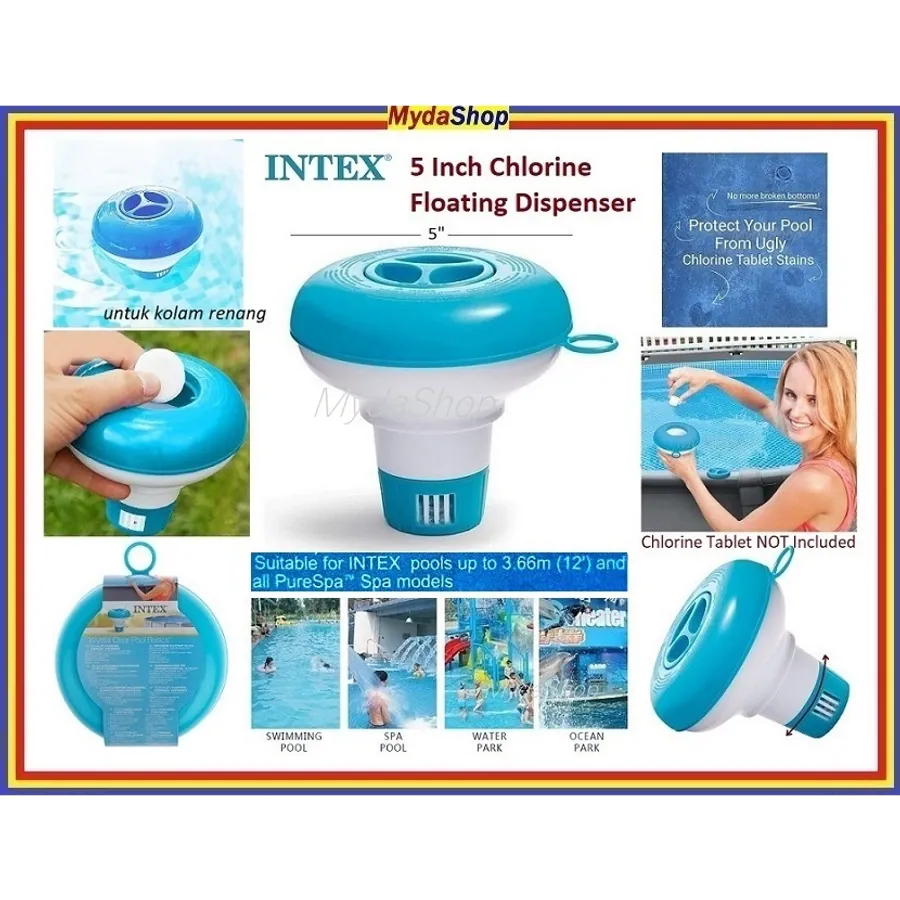 MydaShop
INTEX®
5 Inch Chlorine
Floating Dispenser
5"
untuk kolam renang
No more broken bottoms!
Protect Your Pool
From Ugly
Chlorine Tablet Stains
MydaShop
Chlorine Tablet NOT Included
Suitable for INTEX pools up to 3.66m (12') and
all PureSpa™ Spa models
INTEX
MydaShop
SWIMMING
POOL
SPA
POOL
WATER
PARK
OCEAN
PARK